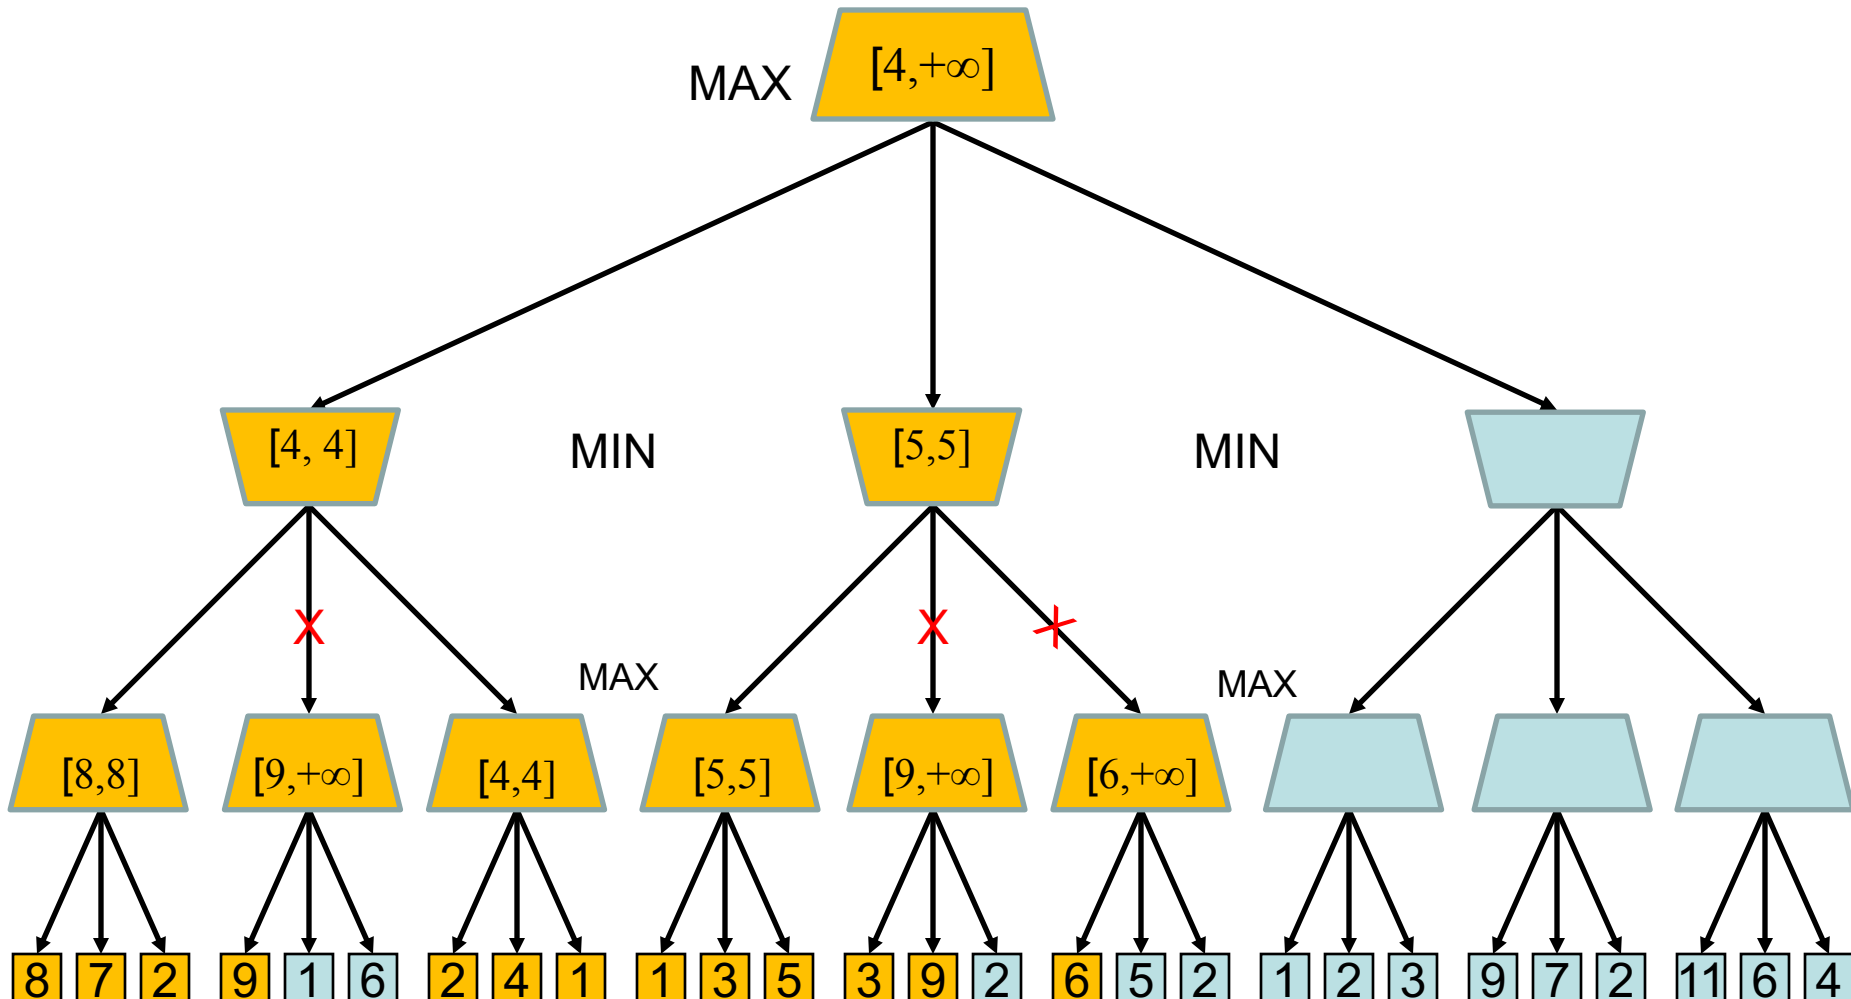 MAX
[4,+∞]
[4, 4]
MIN
[5,5]
MIN
X
X
X
MAX
MAX
[8,8]
[9,+∞]
[4,4]
[5,5]
[9,+∞]
[6,+∞]
8 7 2 9 1 6 2 4 1 1 3 5 3 9 2 6 5 2 1 2 3 9 7 2 11 6 4